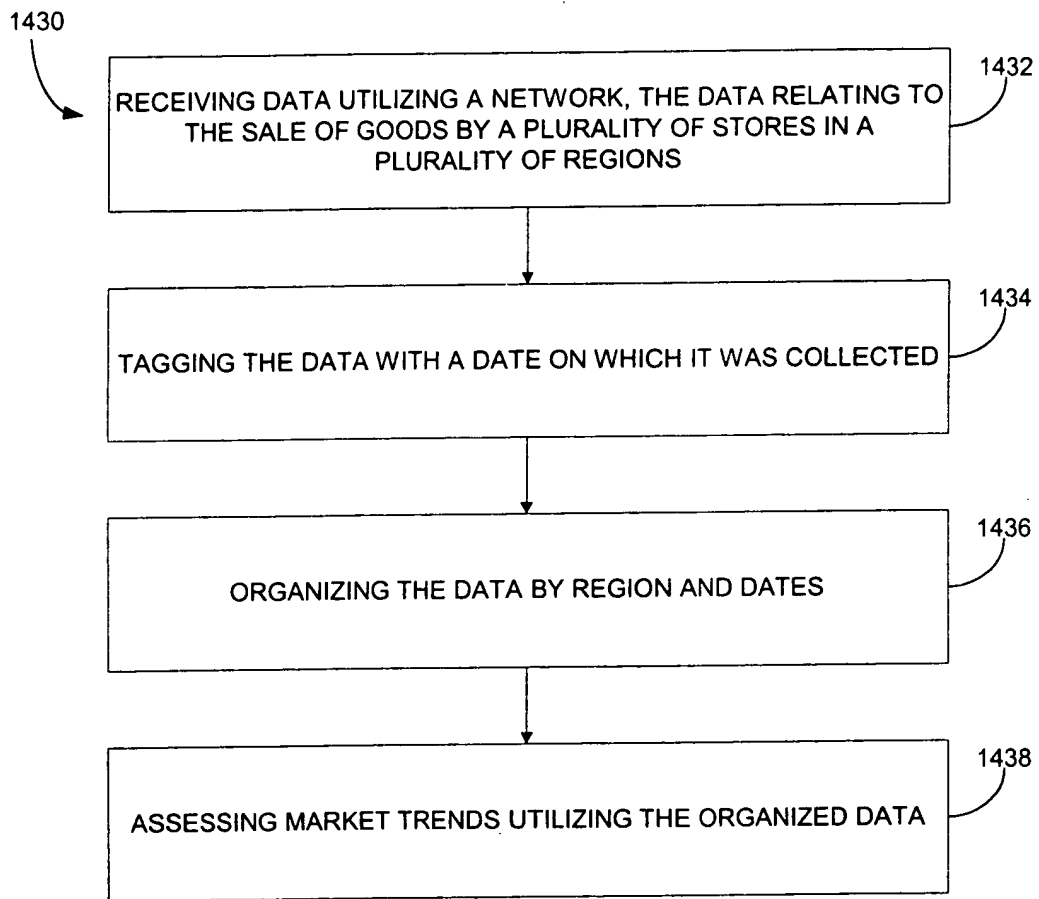 1430
1432
RECEIVING DATA UTILIZING A NETWORK, THE DATA RELATING TO
THE SALE OF GOODS BY A PLURALITY OF STORES IN A
PLURALITY OF REGIONS
1434
TAGGING THE DATA WITH A DATE ON WHICH IT WAS COLLECTED
1436
ORGANIZING THE DATA BY REGION AND DATES
1438
ASSESSING MARKET TRENDS UTILIZING THE ORGANIZED DATA